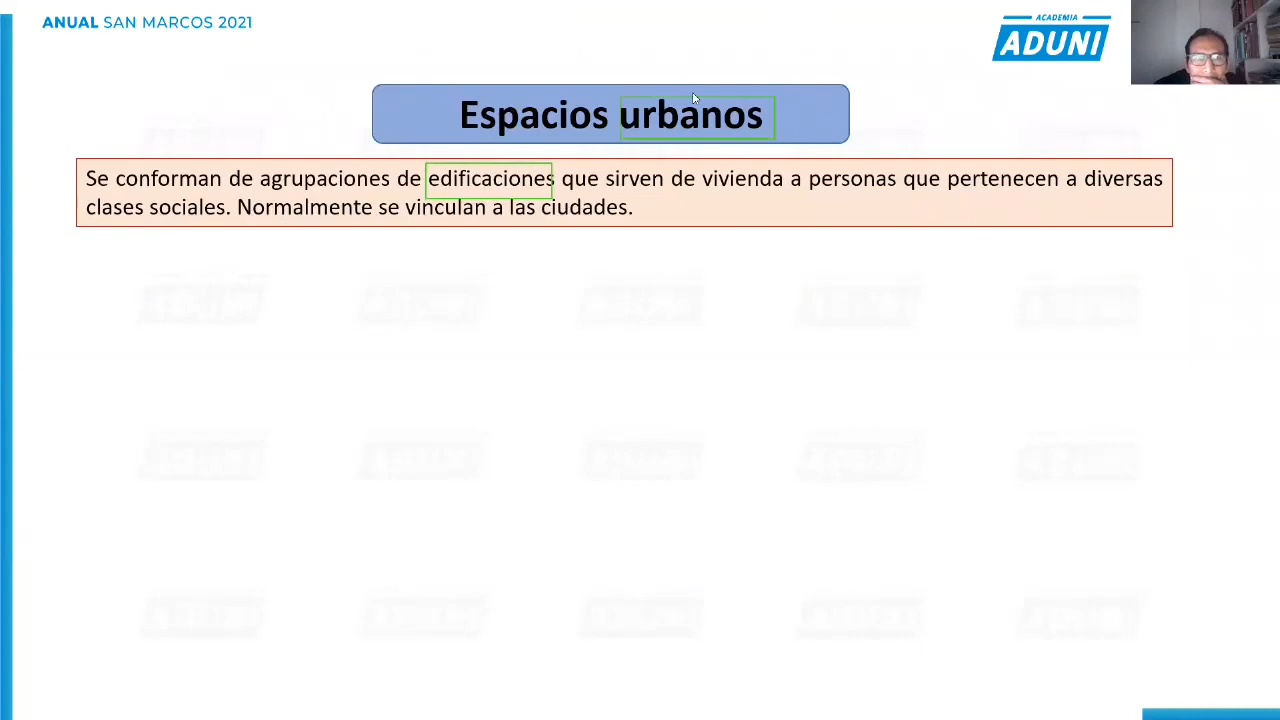 ANUAL SAN MARCOS 2021
ACADEMIA
ADUNI
Espacios urbanos
Se conforman de agrupaciones de edificaciones que sirven de vivienda a personas que pertenecen a diversas
clases sociales. Normalmente se vinculan a las ciudades.